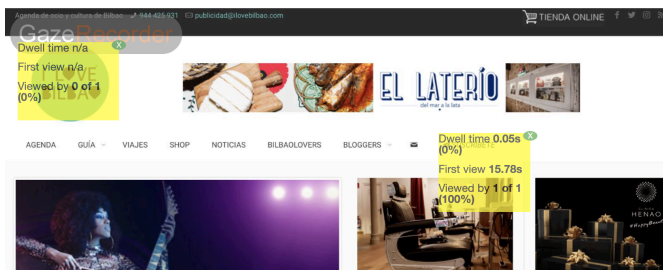 Agenda de ocio y cultura de Bilbao 944 425 931 publicidad@ilovebilbao.com
TIENDA ONLINE
GazeRecorder
Dwell time n/a
X
First view n/a
Viewed by 0 of 1
(0%)
I LOVE
BILBAO
EL LATERÍO
del mar a la lata
AGENDA GUÍA VIAJES SHOP NOTICIAS BILBAOLOVERS BLOGGERS
Dwell time 0.05s
(0%)
X
First view 15.78s
Viewed by 1 of 1
(100%)
HENAO